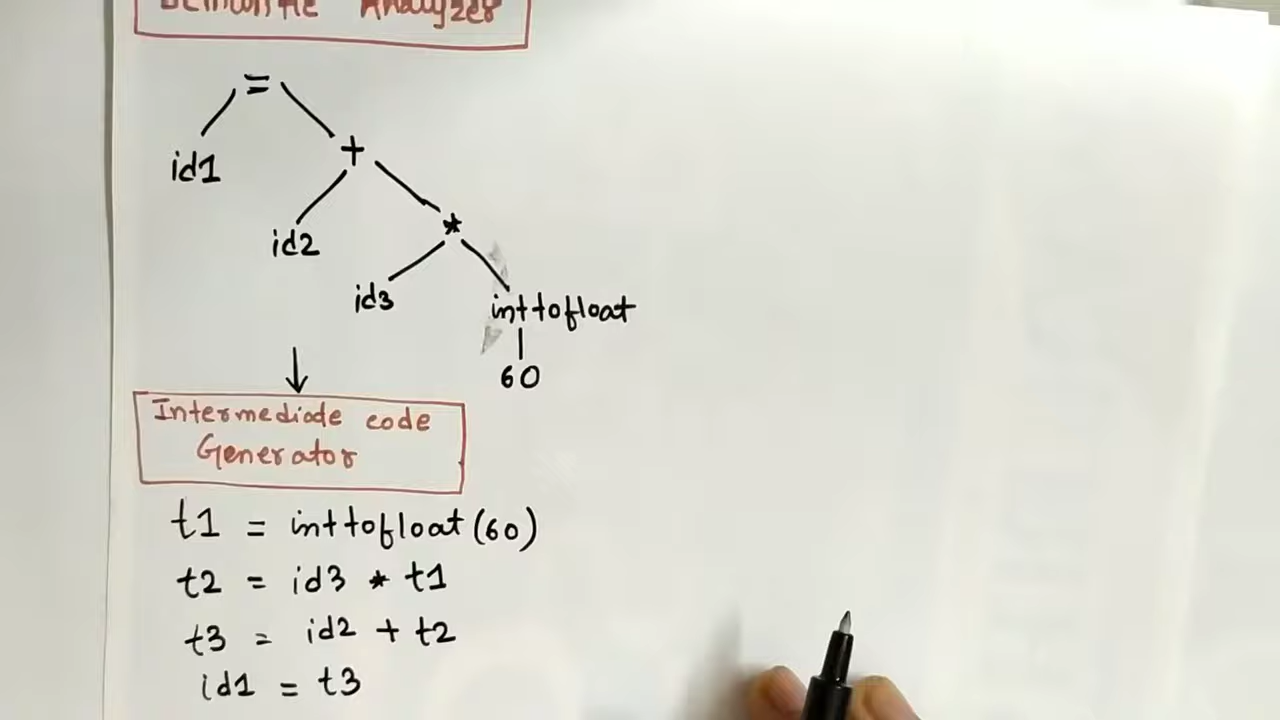 Analyzer
=
id1
+
id2
*
id3
inttofloat
60
Intermediate code
Generator
t1 = inttofloat(60)
t2 = id3 * t1
t3 = id2 + t2
id1 = t3